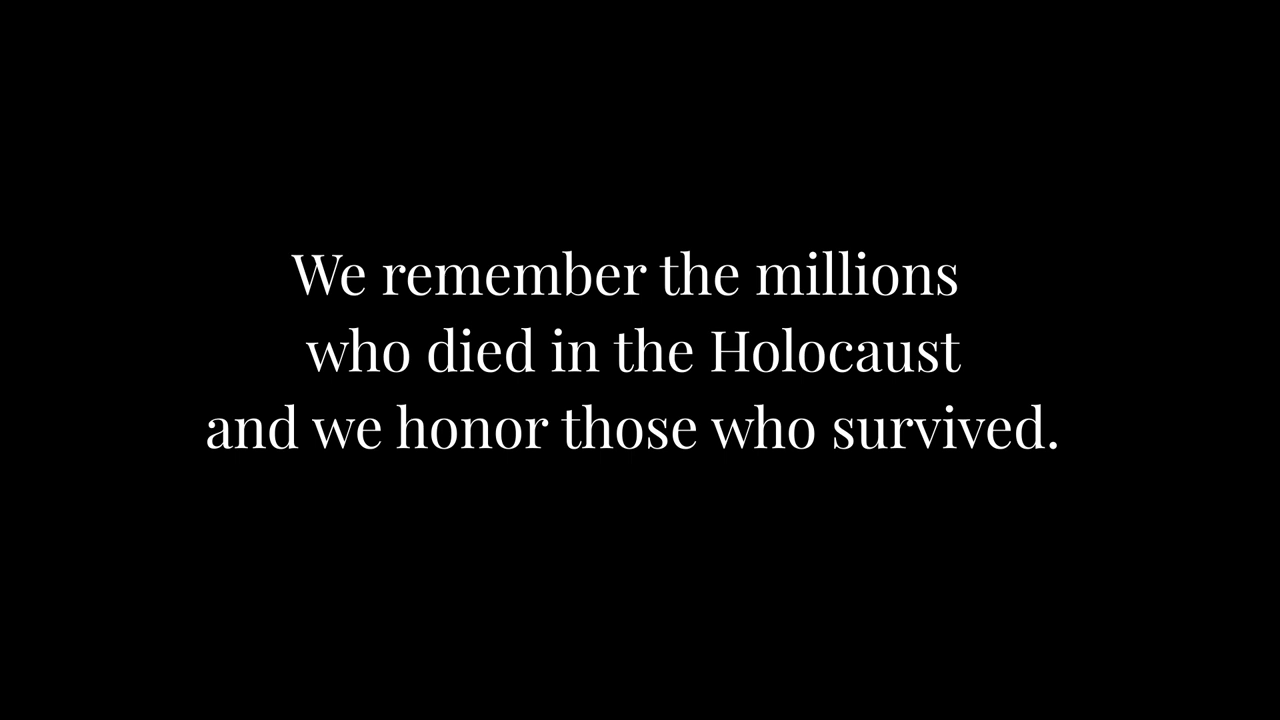 We remember the millions
who died in the Holocaust
and we honor those who survived.